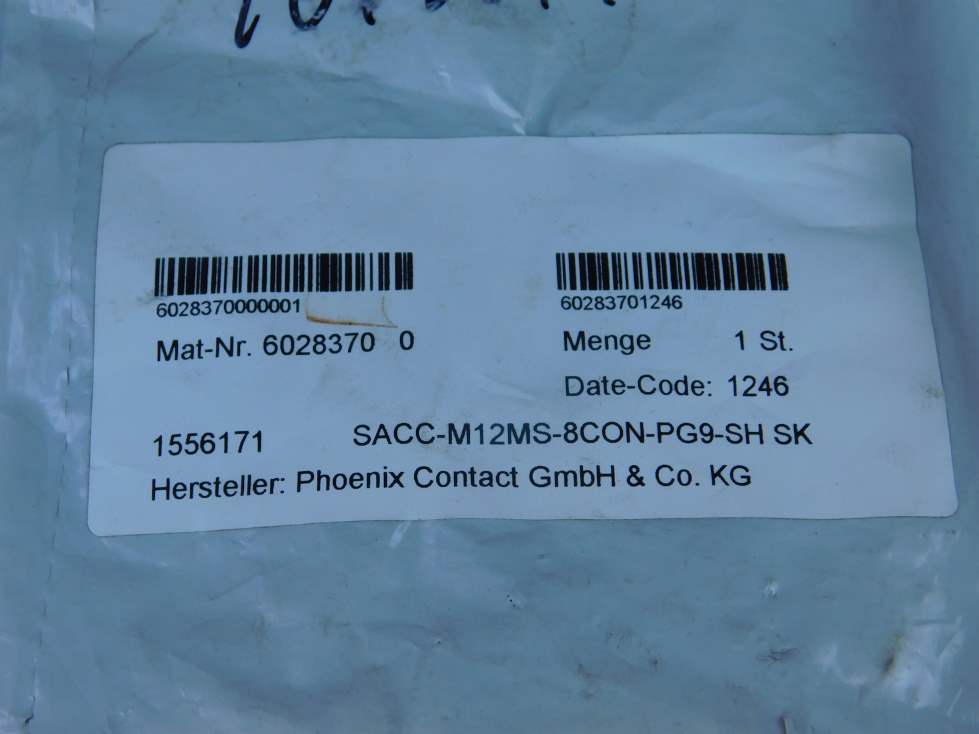 6028370000001 60283701246
Mat-Nr. 6028370 0 Menge 1 St.
Date-Code: 1246
1556171 SACC-M12MS-8CON-PG9-SH SK
Hersteller: Phoenix Contact GmbH & Co. KG